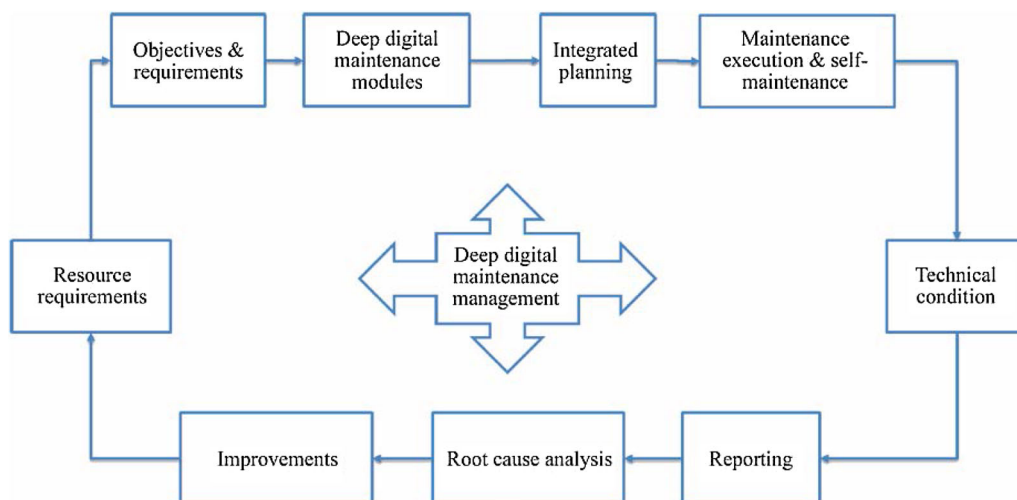 Objectives &
requirements
Deep digital
maintenance
modules
Integrated
planning
Maintenance
execution & self-
maintenance
Resource
requirements
Deep digital
maintenance
management
Technical
condition
Improvements
Root cause analysis
Reporting